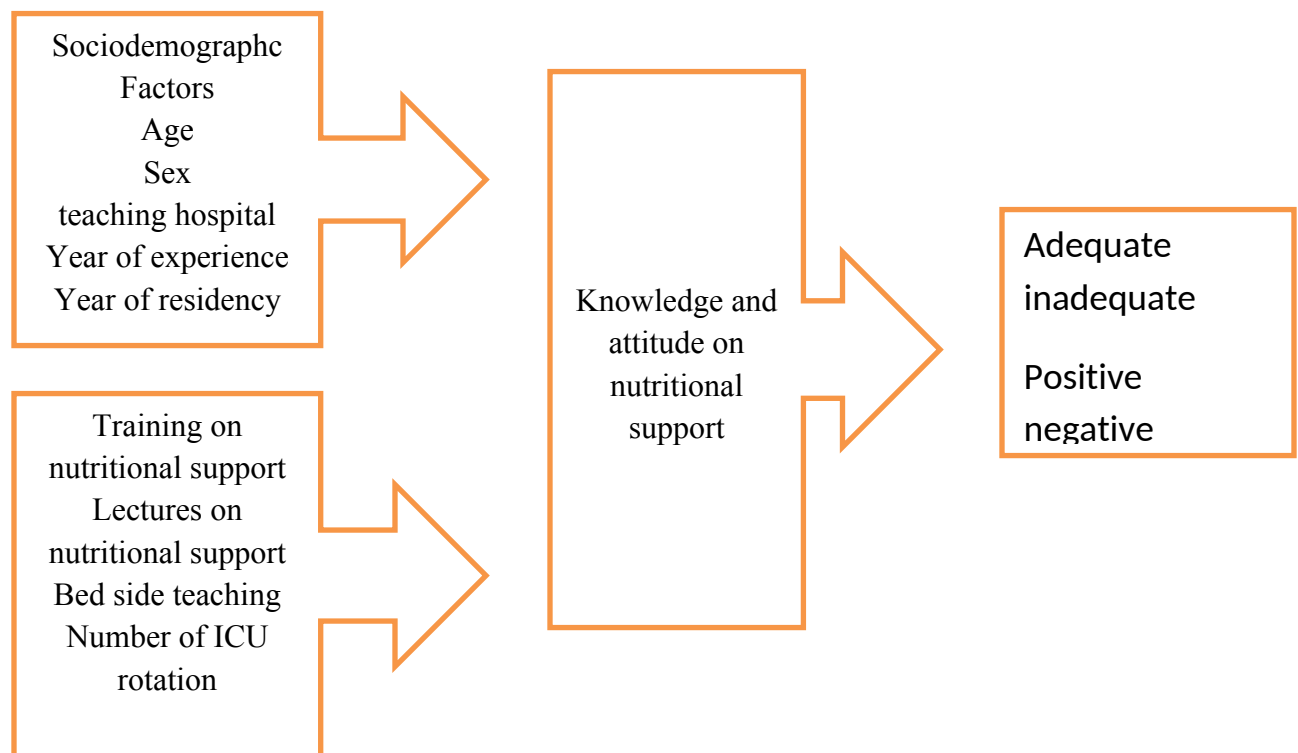 Sociodemographc
Factors
Age
Sex
teaching hospital
Year of experience
Year of residency
Training on
nutritional support
Lectures on
nutritional support
Bed side teaching
Number of ICU
rotation
Knowledge and
attitude on
nutritional
support
Adequate
inadequate
Positive
negative